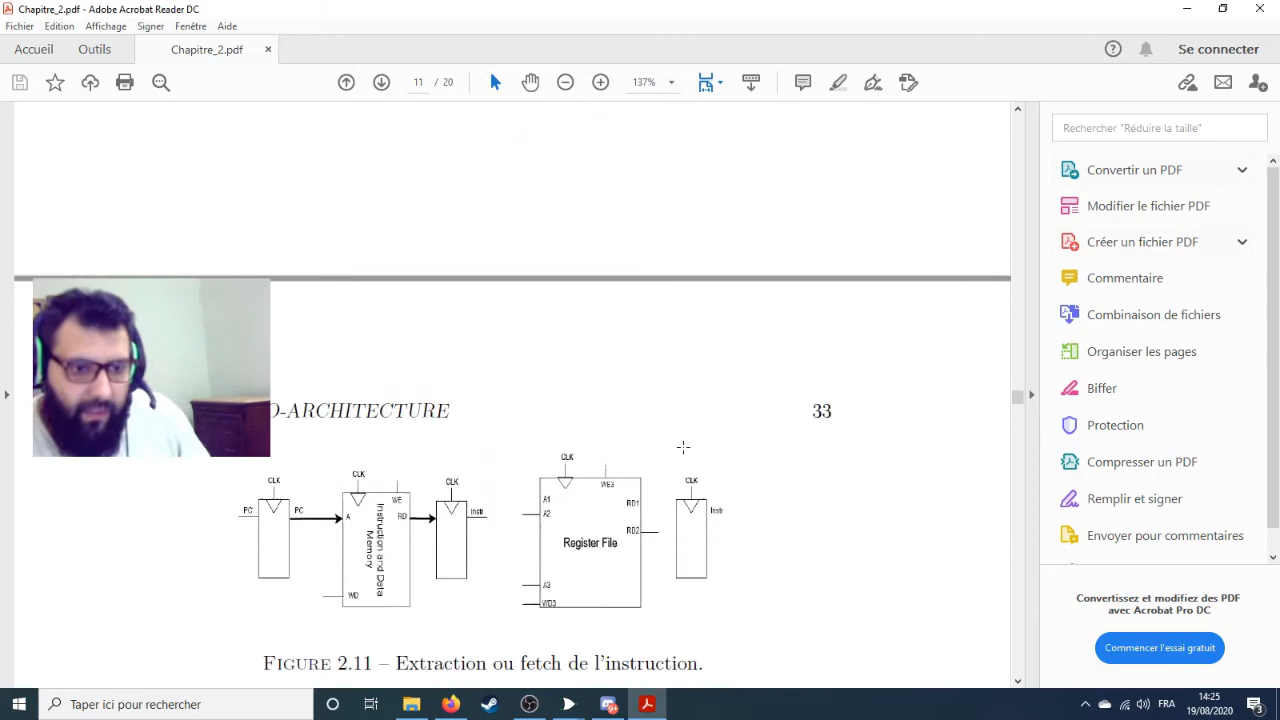 Chapitre_2.pdf - Adobe Acrobat Reader DC
Fichier Edition Affichage Signer Fenêtre Aide
Accueil Outils Chapitre_2.pdf × Se connecter
11 / 20 137%
Rechercher "Réduire la taille"
Convertir un PDF
Modifier le fichier PDF
Créer un fichier PDF
Commentaire
Combinaison de fichiers
Organiser les pages
Biffer
Protection
Compresser un PDF
Remplir et signer
Envoyer pour commentaires
Convertissez et modifiez des PDF
avec Acrobat Pro DC
Commencer l'essai gratuit
O-ARCHITECTURE 33
CLK
PC'
PC
CLK
WE
A
RD
Instruction and Data
Memory
WD
CLK
Instr
CLK
WE3
A1
A2
RD1
RD2
Register File
A3
WD3
CLK
Instr
FIGURE 2.11 – Extraction ou fetch de l'instruction.
Taper ici pour rechercher
FRA
14:25
19/08/2020
3